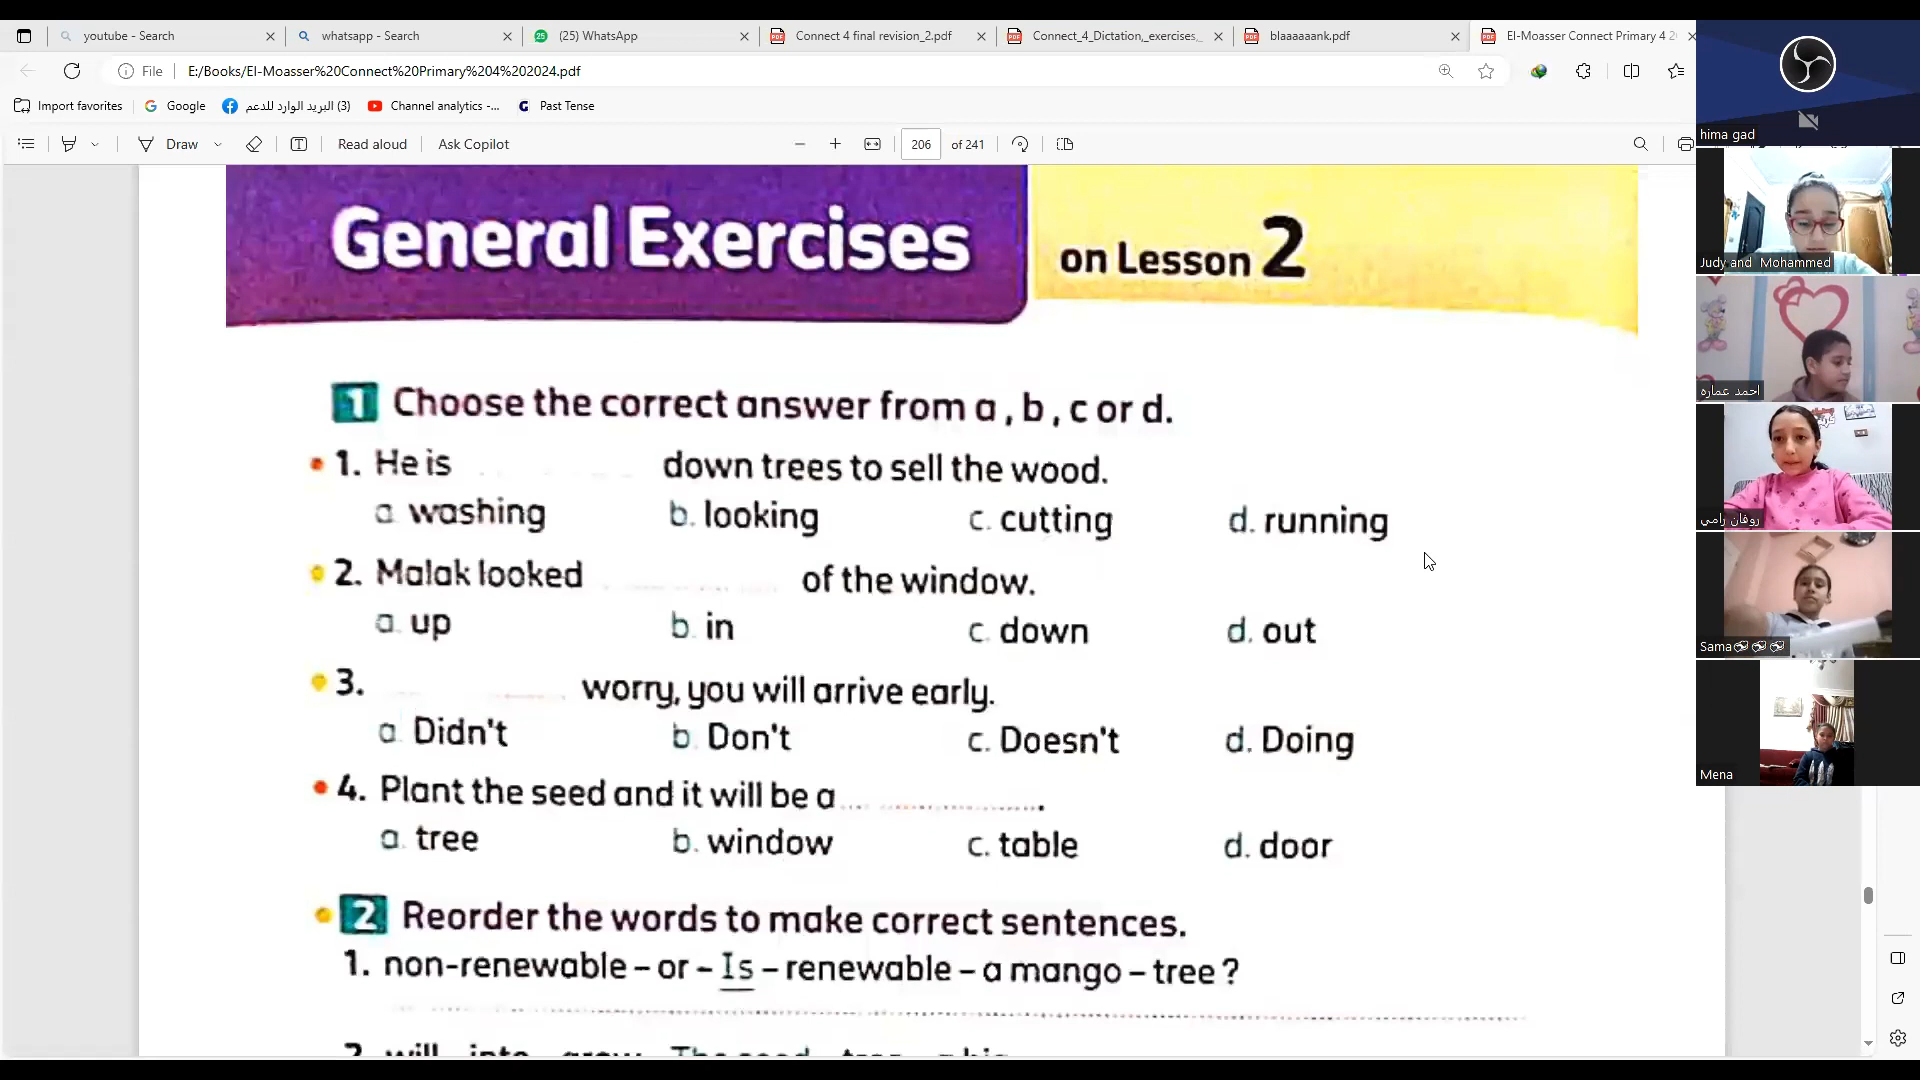 youtube - Search
whatsapp - Search
(25) WhatsApp
Connect 4 final revision_2.pdf
Connect_4_Dictation,_exercises,_
blaaaaaank.pdf
El-Moasser Connect Primary 4 2
File
E:/Books/El-Moasser%20Connect%20Primary%204%202024.pdf
Import favorites
Google
(3) البريد الوارد للدعم
Channel analytics -...
Past Tense
Draw
Read aloud
Ask Copilot
206 of 241
General Exercises
on Lesson 2
1 Choose the correct answer from a , b , c or d.
1. He is down trees to sell the wood.
a. washing b. looking c. cutting d. running
2. Malak looked of the window.
a. up b. in c. down d. out
3. worry, you will arrive early.
a. Didn't b. Don't c. Doesn't d. Doing
4. Plant the seed and it will be a ....................
a. tree b. window c. table d. door
2 Reorder the words to make correct sentences.
1. non-renewable – or – Is – renewable – a mango – tree ?
hima gad
Judy and Mohammed
احمد عماره
روفان رامي
Sama
Mena